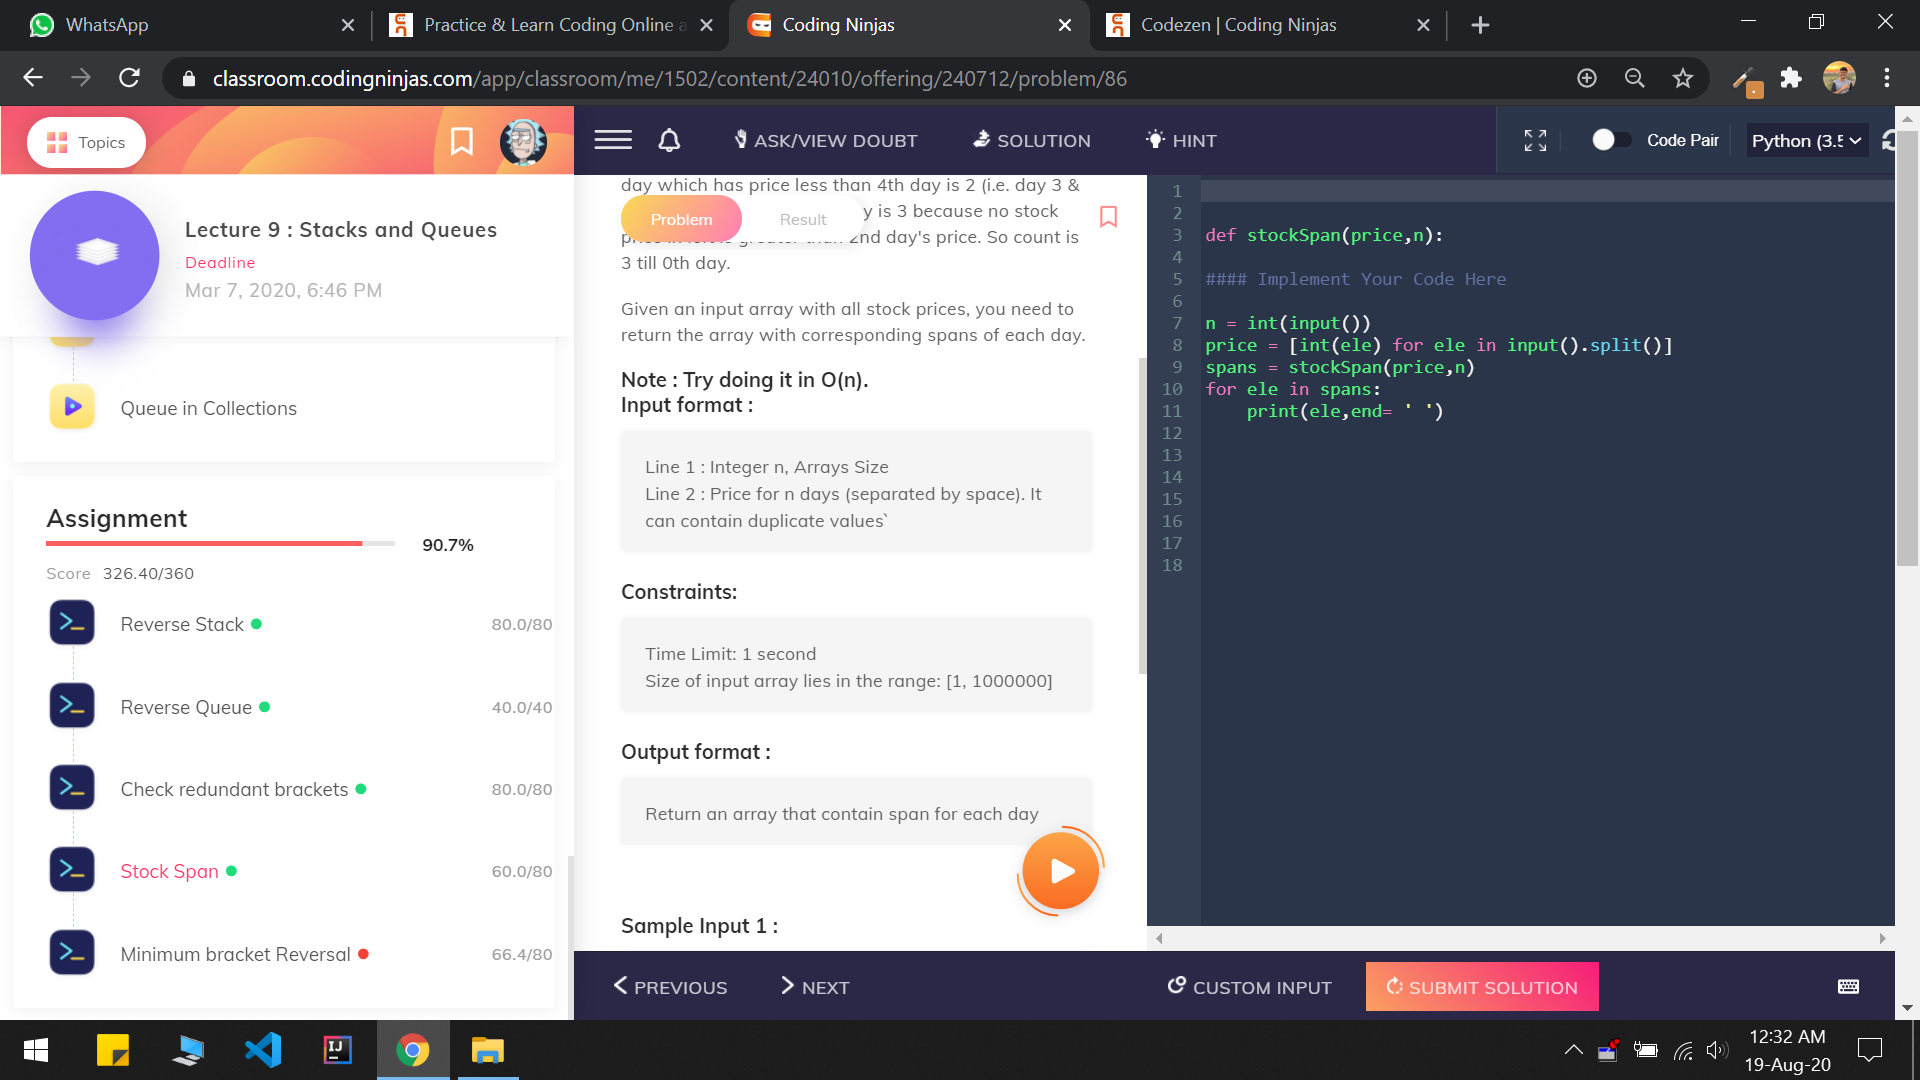 WhatsApp
Practice & Learn Coding Online a
Coding Ninjas
Codezen | Coding Ninjas
classroom.codingninjas.com/app/classroom/me/1502/content/24010/offering/240712/problem/86
Topics
ASK/VIEW DOUBT
SOLUTION
HINT
Code Pair
Python (3.5
Lecture 9 : Stacks and Queues
Deadline
Mar 7, 2020, 6:46 PM
Queue in Collections
Assignment
90.7%
Score 326.40/360
Reverse Stack
80.0/80
Reverse Queue
40.0/40
Check redundant brackets
80.0/80
Stock Span
60.0/80
Minimum bracket Reversal
66.4/80
day which has price less than 4th day is 2 (i.e. day 3 &
Problem
Result
y is 3 because no stock
2nd day's price. So count is
3 till 0th day.
Given an input array with all stock prices, you need to
return the array with corresponding spans of each day.
Note : Try doing it in O(n).
Input format :
Line 1 : Integer n, Arrays Size
Line 2 : Price for n days (separated by space). It
can contain duplicate values`
Constraints:
Time Limit: 1 second
Size of input array lies in the range: [1, 1000000]
Output format :
Return an array that contain span for each day
Sample Input 1 :
1
2
3 def stockSpan(price,n):
4
5 #### Implement Your Code Here
6
7 n = int(input())
8 price = [int(ele) for ele in input().split()]
9 spans = stockSpan(price,n)
10 for ele in spans:
11 print(ele,end= ' ')
12
13
14
15
16
17
18
PREVIOUS
NEXT
CUSTOM INPUT
SUBMIT SOLUTION
12:32 AM
19-Aug-20